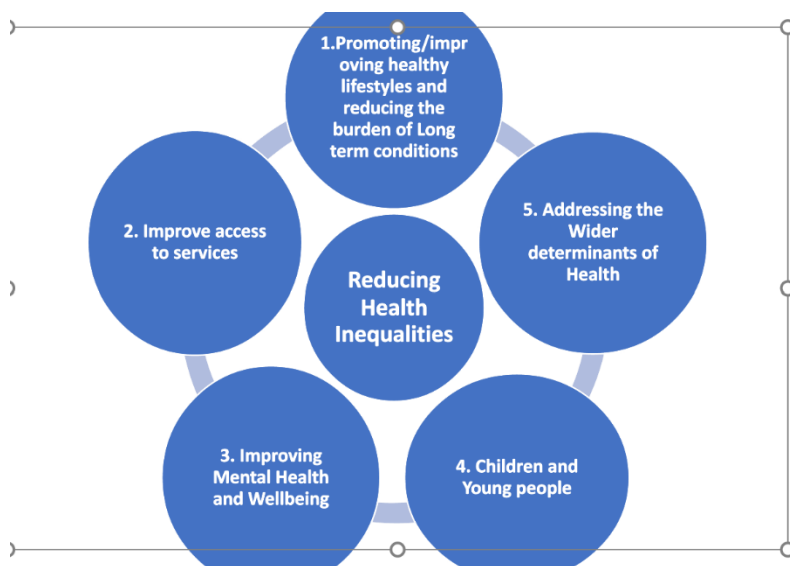 1.Promoting/impr
oving healthy
lifestyles and
reducing the
burden of Long
term conditions
2. Improve access
to services
3. Improving
Mental Health
and Wellbeing
4. Children and
Young people
5. Addressing the
Wider
determinants of
Health
Reducing
Health
Inequalities